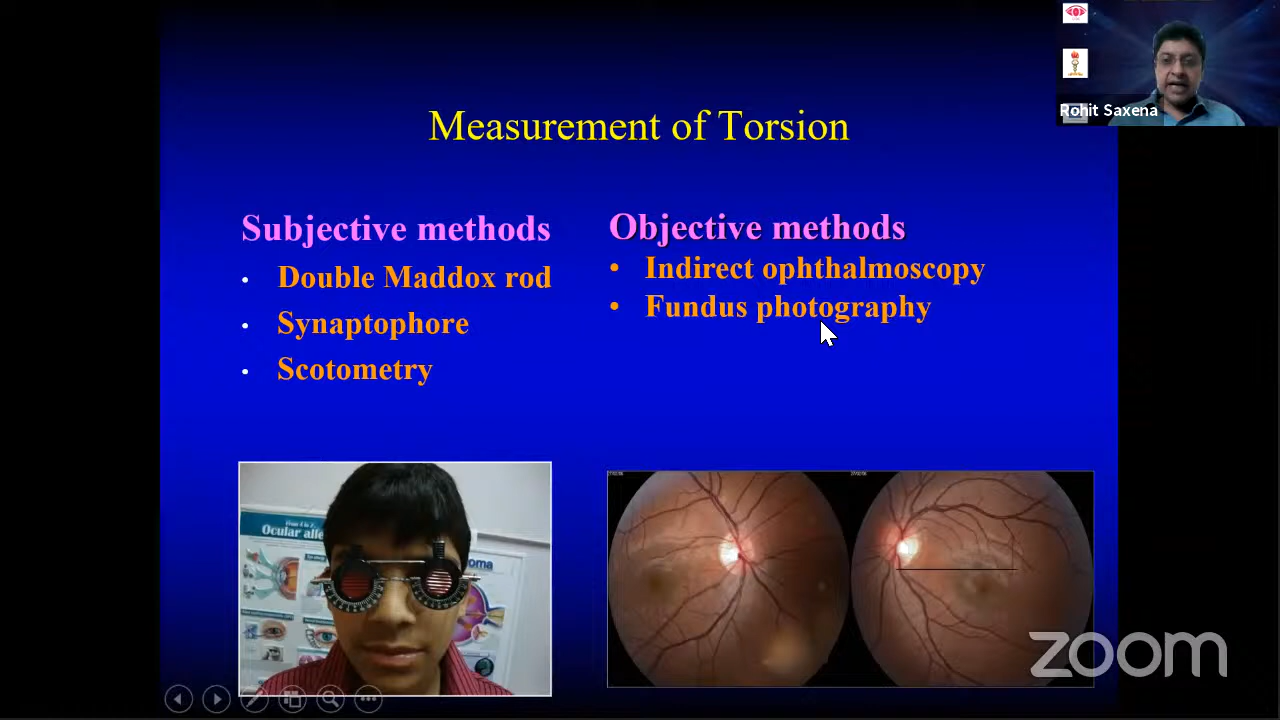 Rohit Saxena
Measurement of Torsion
Subjective methods
• Double Maddox rod
• Synaptophore
• Scotometry
Objective methods
• Indirect ophthalmoscopy
• Fundus photography
Ocular
zoom